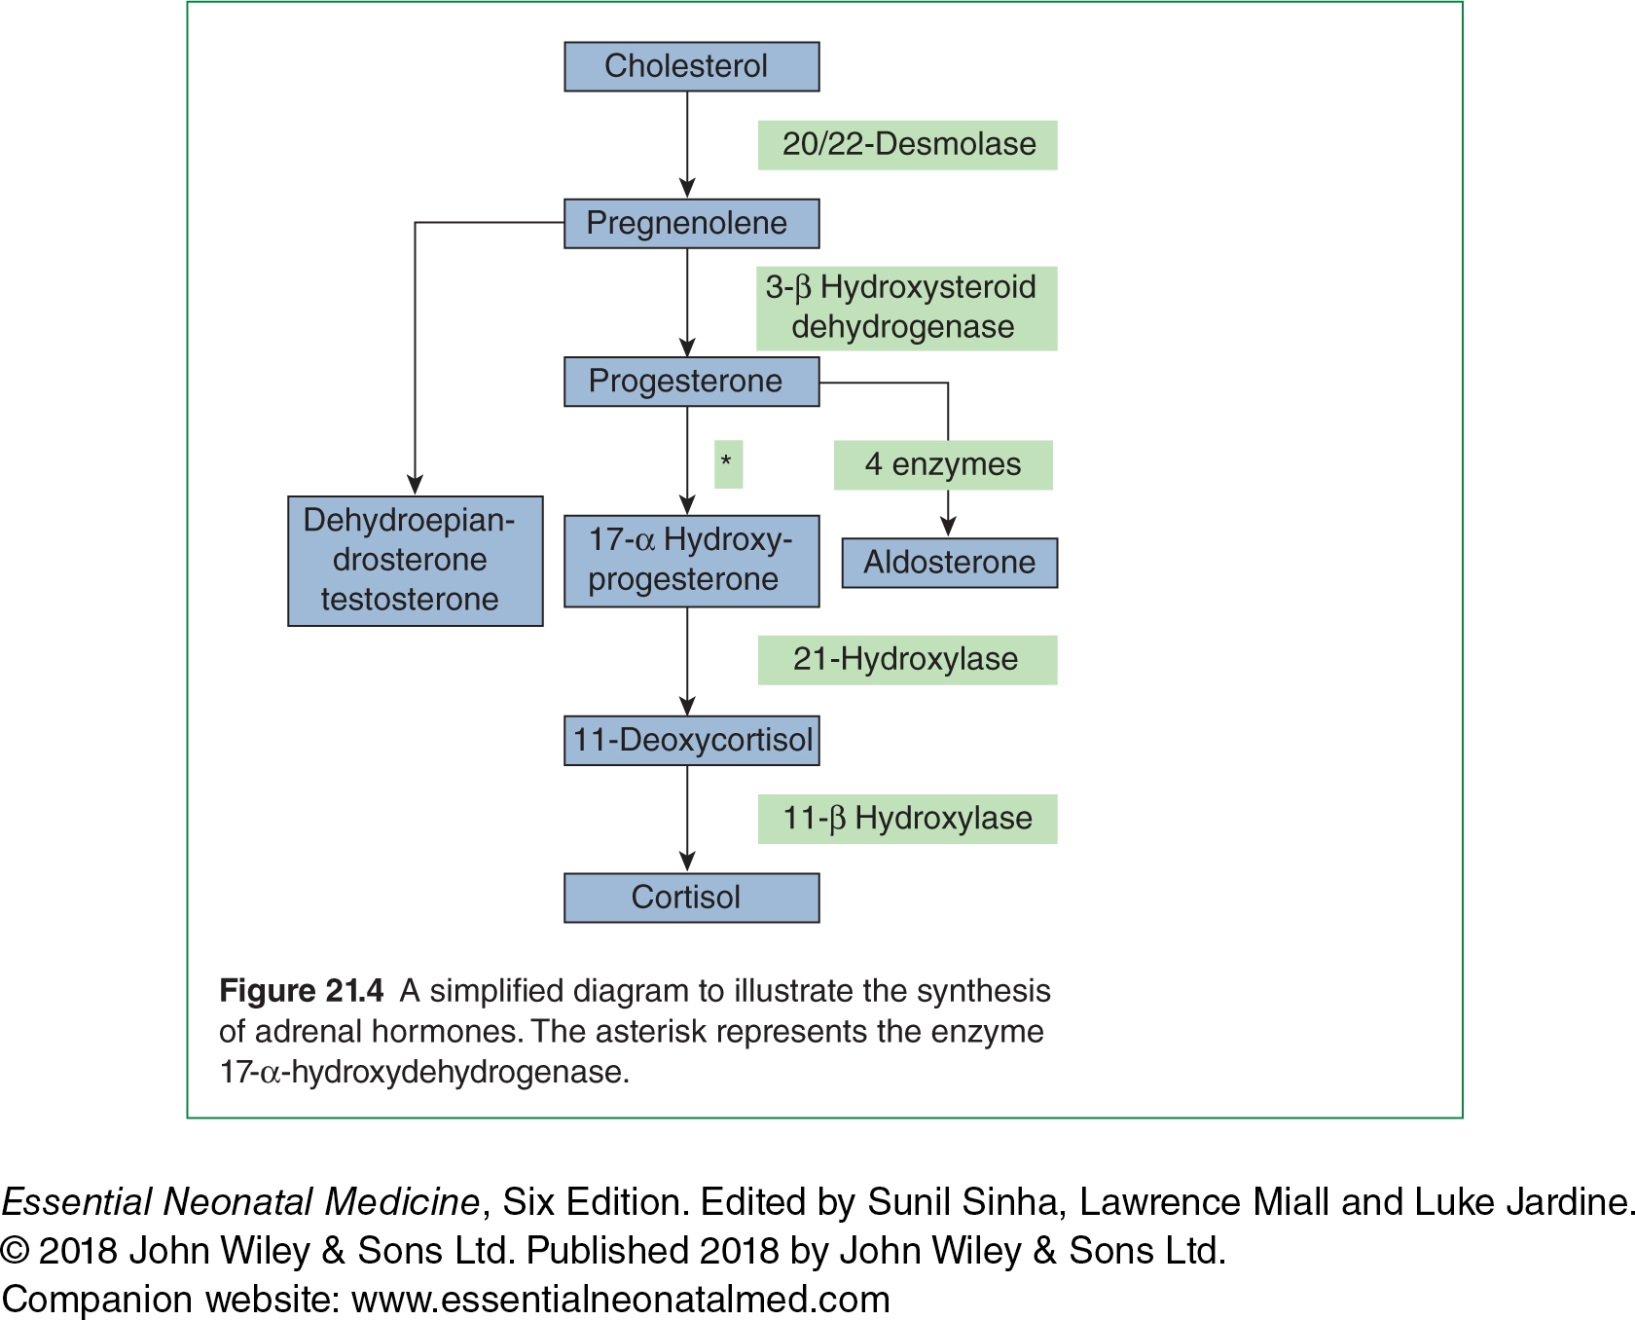 Cholesterol
20/22-Desmolase
Pregnenolene
3-β Hydroxysteroid
dehydrogenase
Progesterone
*
4 enzymes
Dehydroepian-
drosterone
testosterone
17-α Hydroxy-
progesterone
Aldosterone
21-Hydroxylase
11-Deoxycortisol
11-β Hydroxylase
Cortisol
Figure 21.4 A simplified diagram to illustrate the synthesis
of adrenal hormones. The asterisk represents the enzyme
17-α-hydroxydehydrogenase.
Essential Neonatal Medicine, Six Edition. Edited by Sunil Sinha, Lawrence Miall and Luke Jardine.
© 2018 John Wiley & Sons Ltd. Published 2018 by John Wiley & Sons Ltd.
Companion website: www.essentialneonatalmed.com